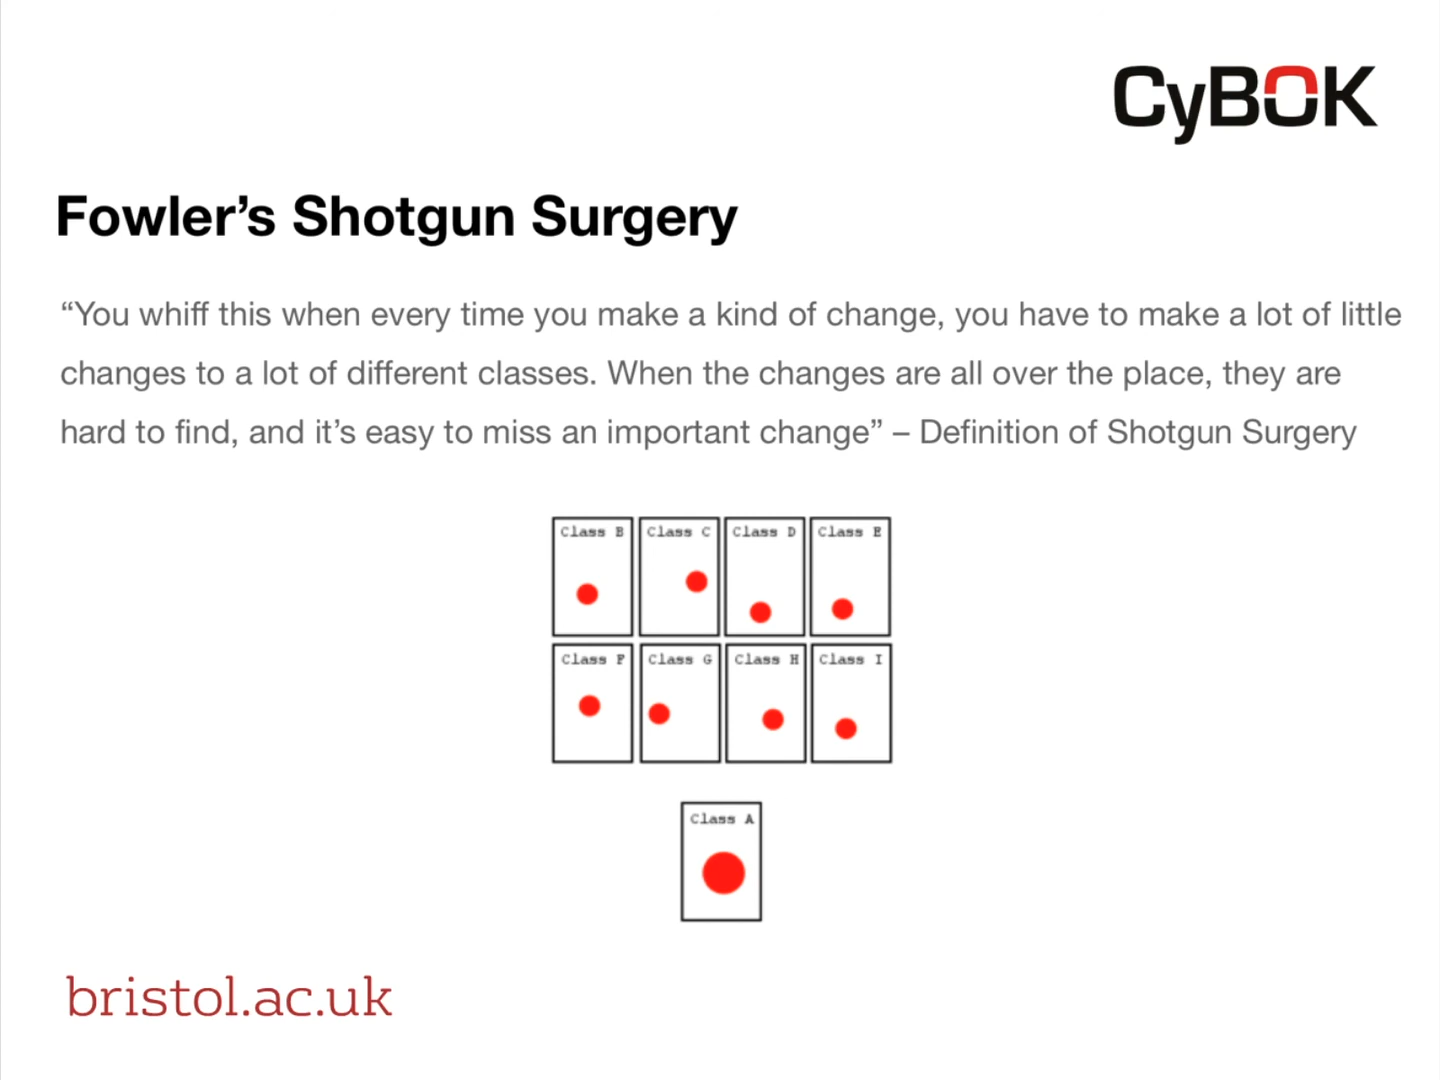 CyBOK
Fowler’s Shotgun Surgery
“You whiff this when every time you make a kind of change, you have to make a lot of little
changes to a lot of different classes. When the changes are all over the place, they are
hard to find, and it’s easy to miss an important change” – Definition of Shotgun Surgery
Class B Class C Class D Class E
Class F Class G Class H Class I
Class A
bristol.ac.uk